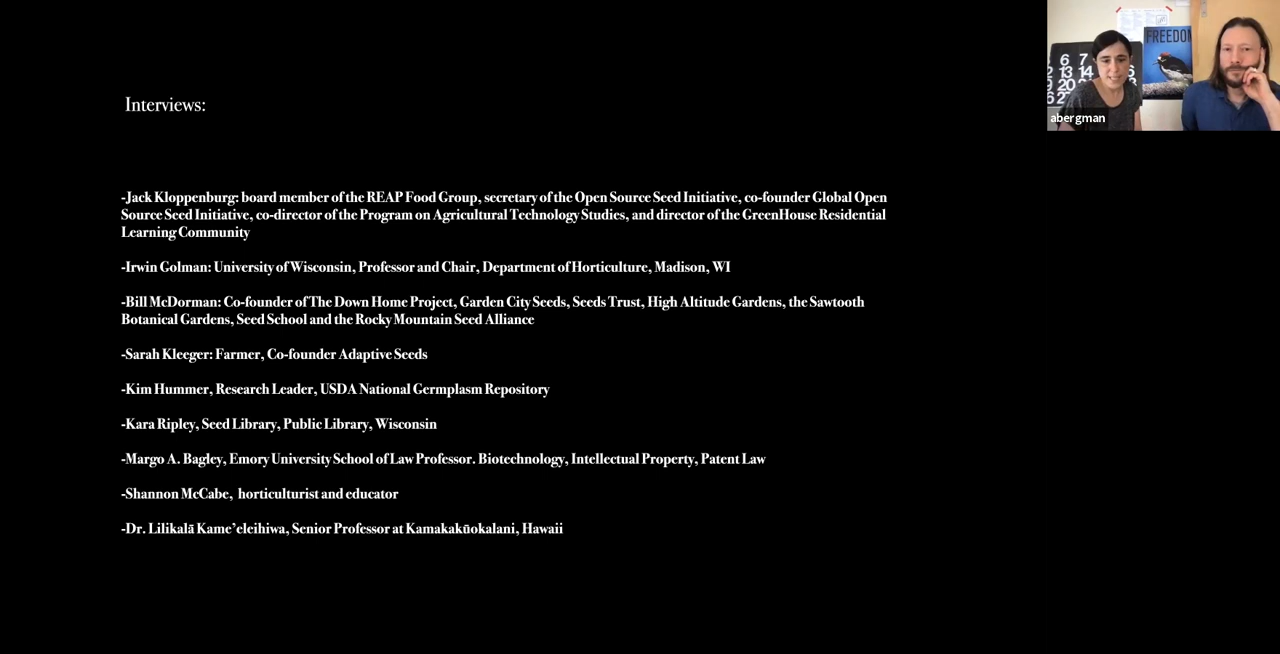 Interviews:
-Jack Kloppenburg: board member of the REAP Food Group, secretary of the Open Source Seed Initiative, co-founder Global Open
Source Seed Initiative, co-director of the Program on Agricultural Technology Studies, and director of the GreenHouse Residential
Learning Community
-Irwin Golman: University of Wisconsin, Professor and Chair, Department of Horticulture, Madison, WI
-Bill McDorman: Co-founder of The Down Home Project, Garden City Seeds, Seeds Trust, High Altitude Gardens, the Sawtooth
Botanical Gardens, Seed School and the Rocky Mountain Seed Alliance
-Sarah Kleeger: Farmer, Co-founder Adaptive Seeds
-Kim Hummer, Research Leader, USDA National Germplasm Repository
-Kara Ripley, Seed Library, Public Library, Wisconsin
-Margo A. Bagley, Emory University School of Law Professor. Biotechnology, Intellectual Property, Patent Law
-Shannon McCabe, horticulturist and educator
-Dr. Lilikalā Kame’eleihiwa, Senior Professor at Kamakakūokalani, Hawaii
FREEDOM
6 7
13 14
20
abergman